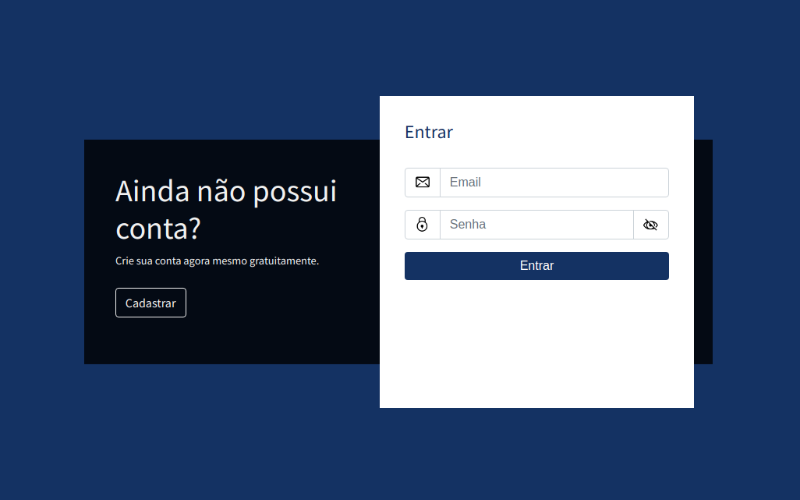 Ainda não possui
conta?
Crie sua conta agora mesmo gratuitamente.
Cadastrar
Entrar
Email
Senha
Entrar